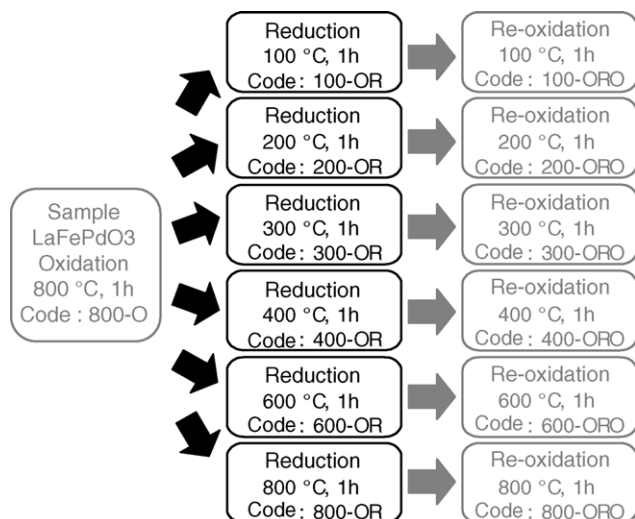 Sample
LaFePdO3
Oxidation
800 °C, 1h
Code : 800-O
Reduction
100 °C, 1h
Code : 100-OR
Re-oxidation
100 °C, 1h
Code : 100-ORO
Reduction
200 °C, 1h
Code : 200-OR
Re-oxidation
200 °C, 1h
Code : 200-ORO
Reduction
300 °C, 1h
Code : 300-OR
Re-oxidation
300 °C, 1h
Code : 300-ORO
Reduction
400 °C, 1h
Code : 400-OR
Re-oxidation
400 °C, 1h
Code : 400-ORO
Reduction
600 °C, 1h
Code : 600-OR
Re-oxidation
600 °C, 1h
Code : 600-ORO
Reduction
800 °C, 1h
Code : 800-OR
Re-oxidation
800 °C, 1h
Code : 800-ORO